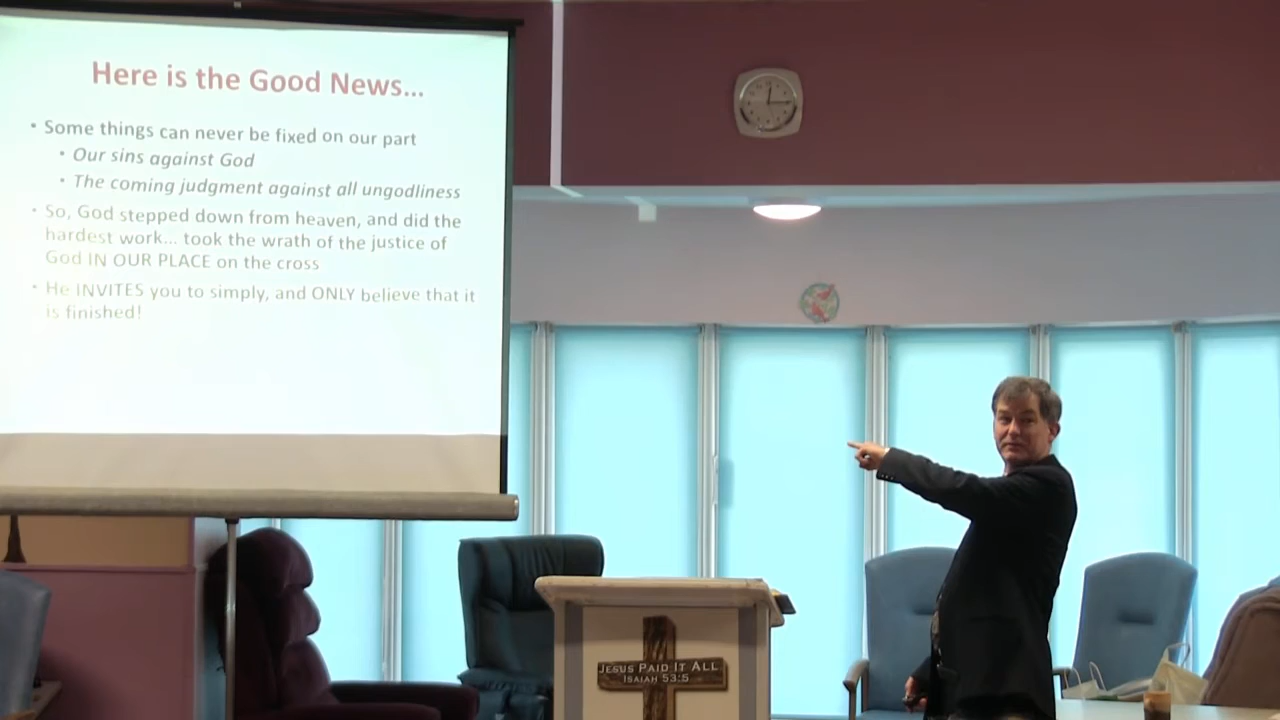 Here is the Good News...
• Some things can never be fixed on our part
• Our sins against God
• The coming judgment against all ungodliness
• So, God stepped down from heaven, and did the
hardest work... took the wrath of the justice of
God IN OUR PLACE on the cross
• He INVITES you to simply, and ONLY believe that it
is finished!
JESUS PAID IT ALL
ISAIAH 53:5